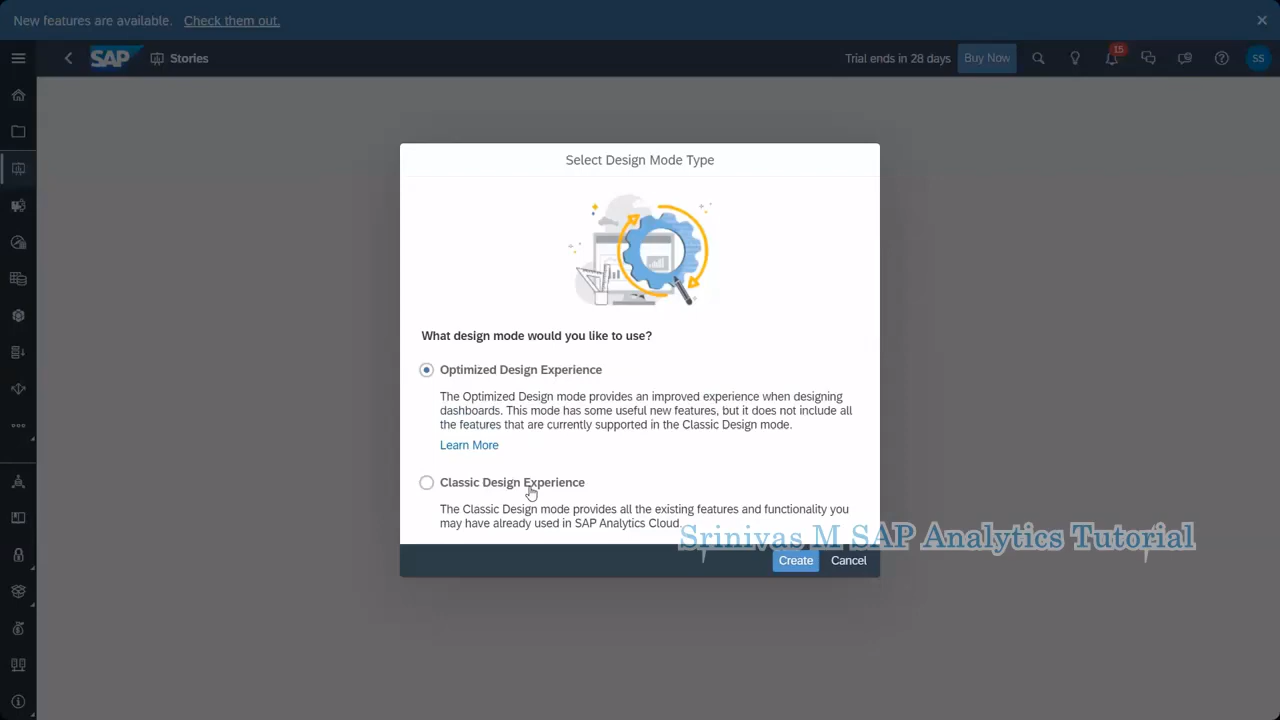 New features are available. Check them out.
SAP Stories
Trial ends in 28 days Buy Now 15 SS
Select Design Mode Type
What design mode would you like to use?
Optimized Design Experience
The Optimized Design mode provides an improved experience when designing
dashboards. This mode has some useful new features, but it does not include all
the features that are currently supported in the Classic Design mode.
Learn More
Classic Design Experience
The Classic Design mode provides all the existing features and functionality you
may have already used in SAP Analytics Cloud.
Srinivas M SAP Analytics Tutorial
Create Cancel